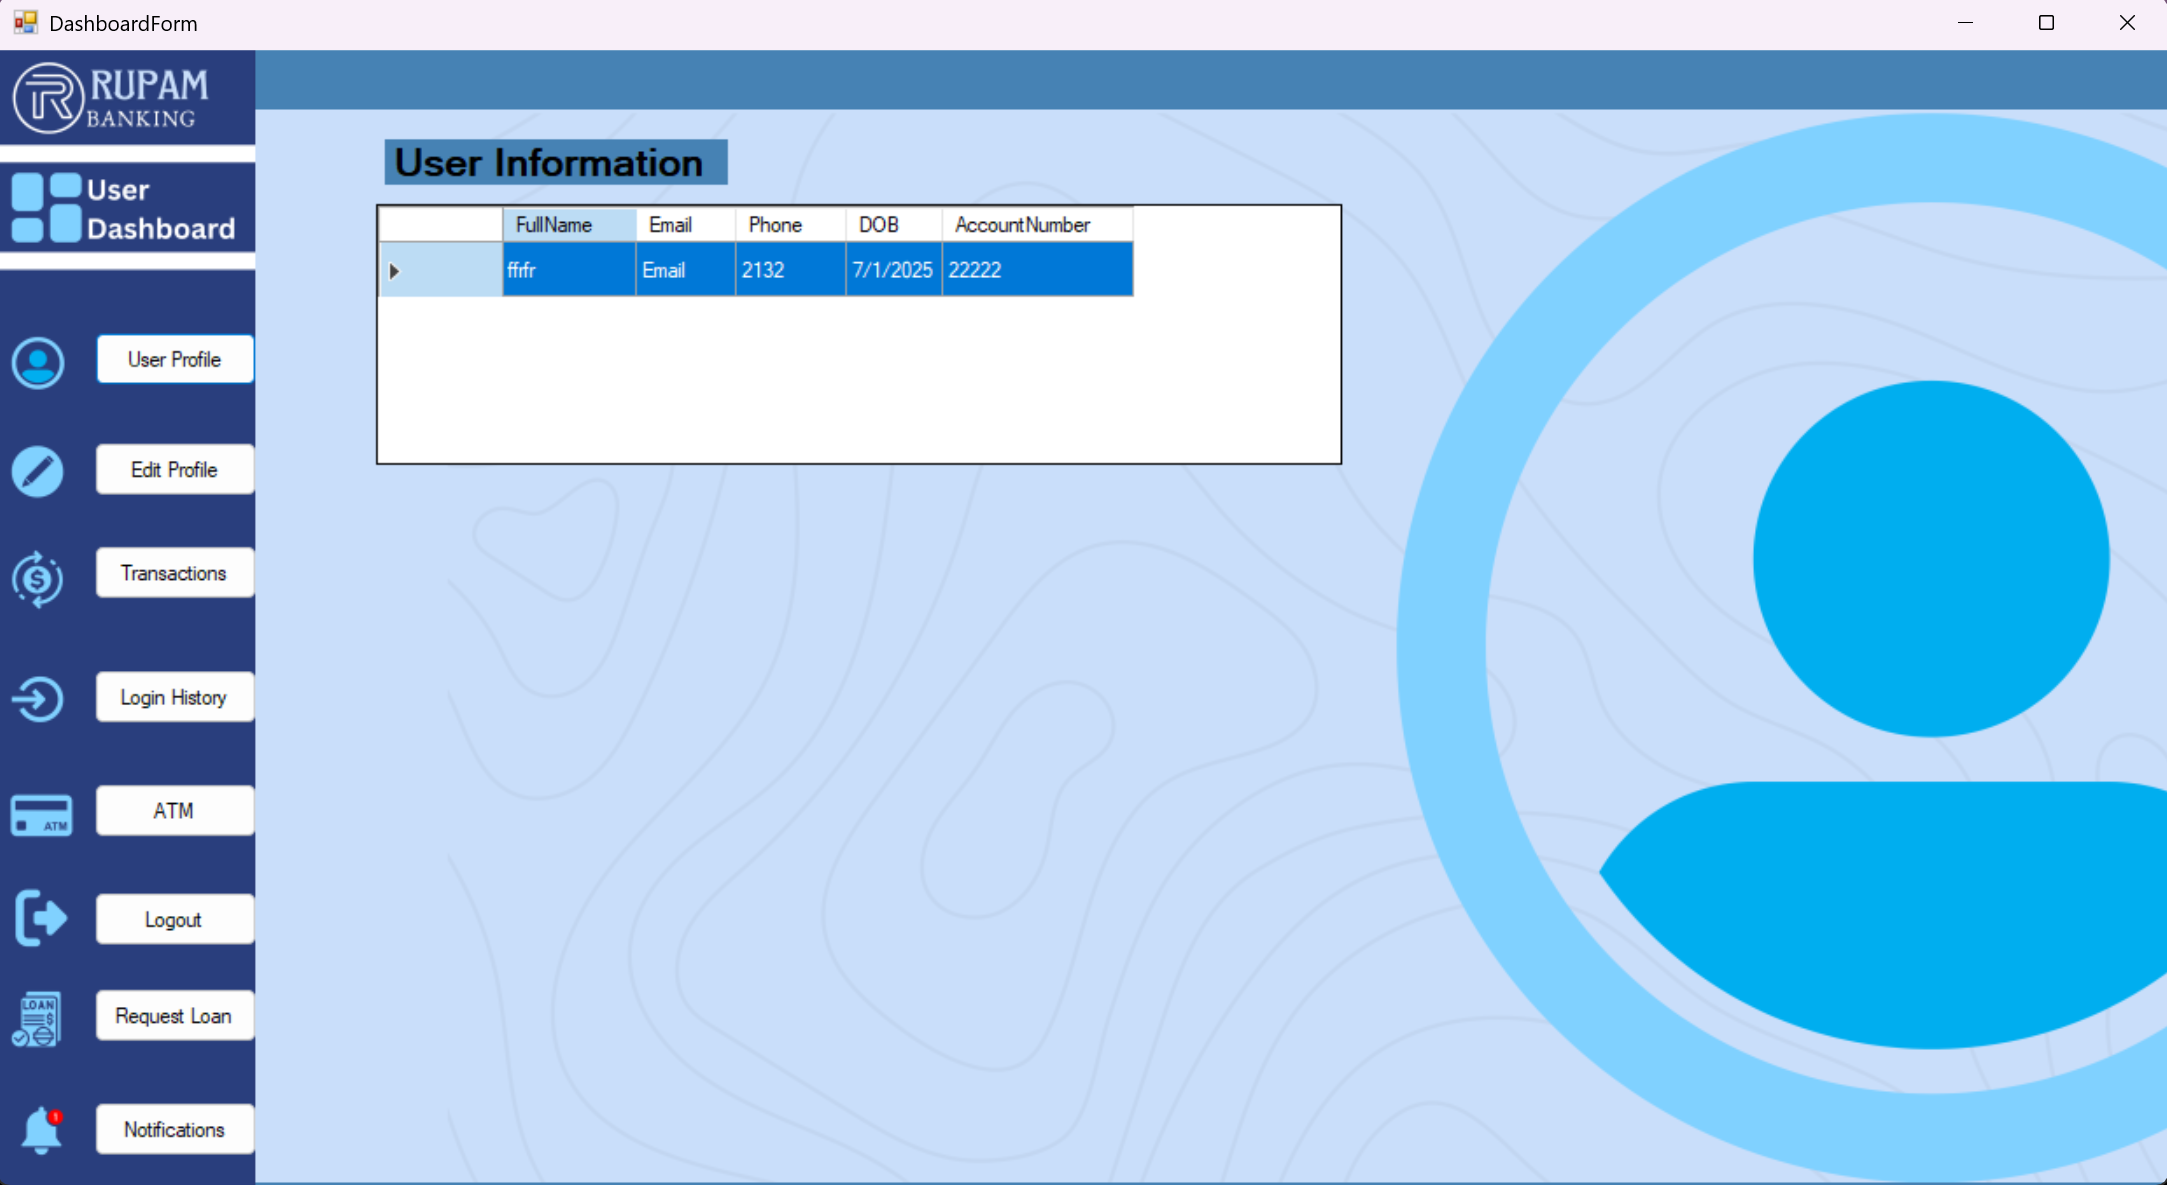 DashboardForm
RUPAM
BANKING
User
Dashboard
User Information
FullName Email Phone DOB AccountNumber
ffrfr Email 2132 7/1/2025 22222
User Profile
Edit Profile
Transactions
Login History
ATM
ATM
Logout
LOAN
Request Loan
Notifications